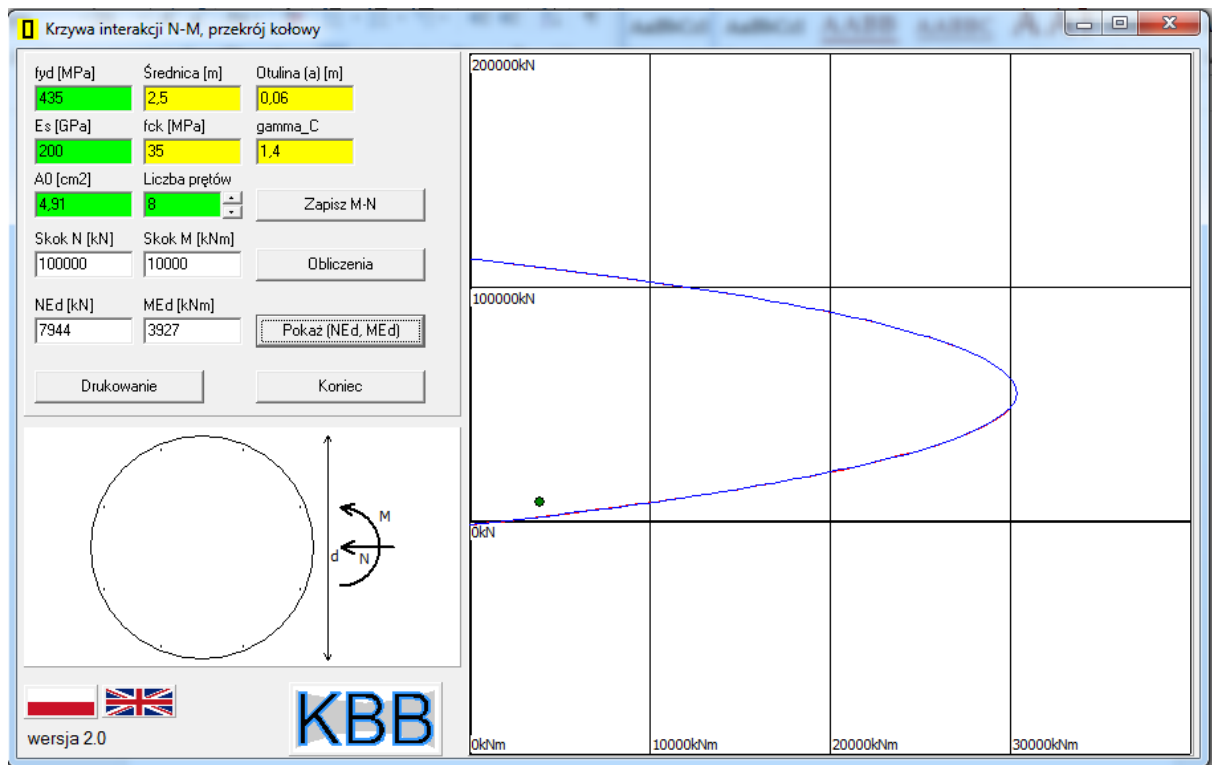 Krzywa interakcji N-M, przekrój kołowy
fyd [MPa] Średnica [m] Otulina (a) [m]
435 2,5 0,06
Es [GPa] fck [MPa] gamma_C
200 35 1,4
A0 [cm2] Liczba prętów
4,91 8 Zapisz M-N
Skok N [kN] Skok M [kNm]
100000 10000 Obliczenia
NEd [kN] MEd [kNm]
7944 3927 Pokaż (NEd, MEd)
Drukowanie Koniec
M
d N
KBB
wersja 2.0
200000kN
100000kN
0kN
0kNm 10000kNm 20000kNm 30000kNm